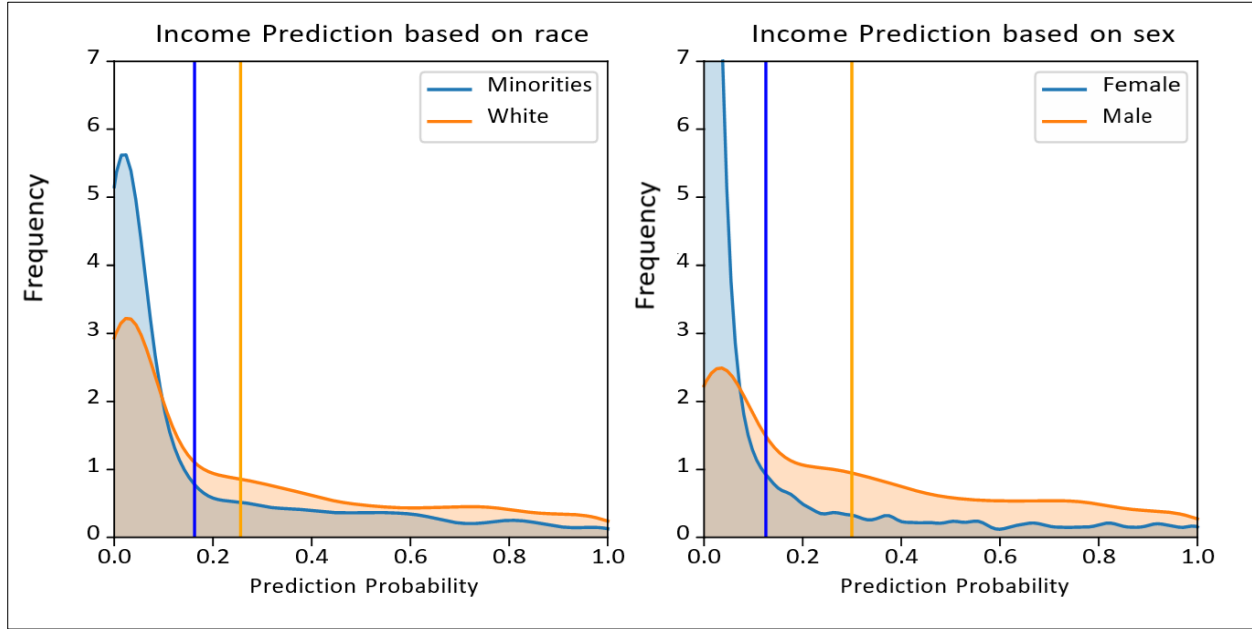 Income Prediction based on race
7
6
5
4
3
2
1
0
Frequency
Minorities
White
0.0 0.2 0.4 0.6 0.8 1.0
Prediction Probability
Income Prediction based on sex
7
6
5
4
3
2
1
0
Frequency
Female
Male
0.0 0.2 0.4 0.6 0.8 1.0
Prediction Probability